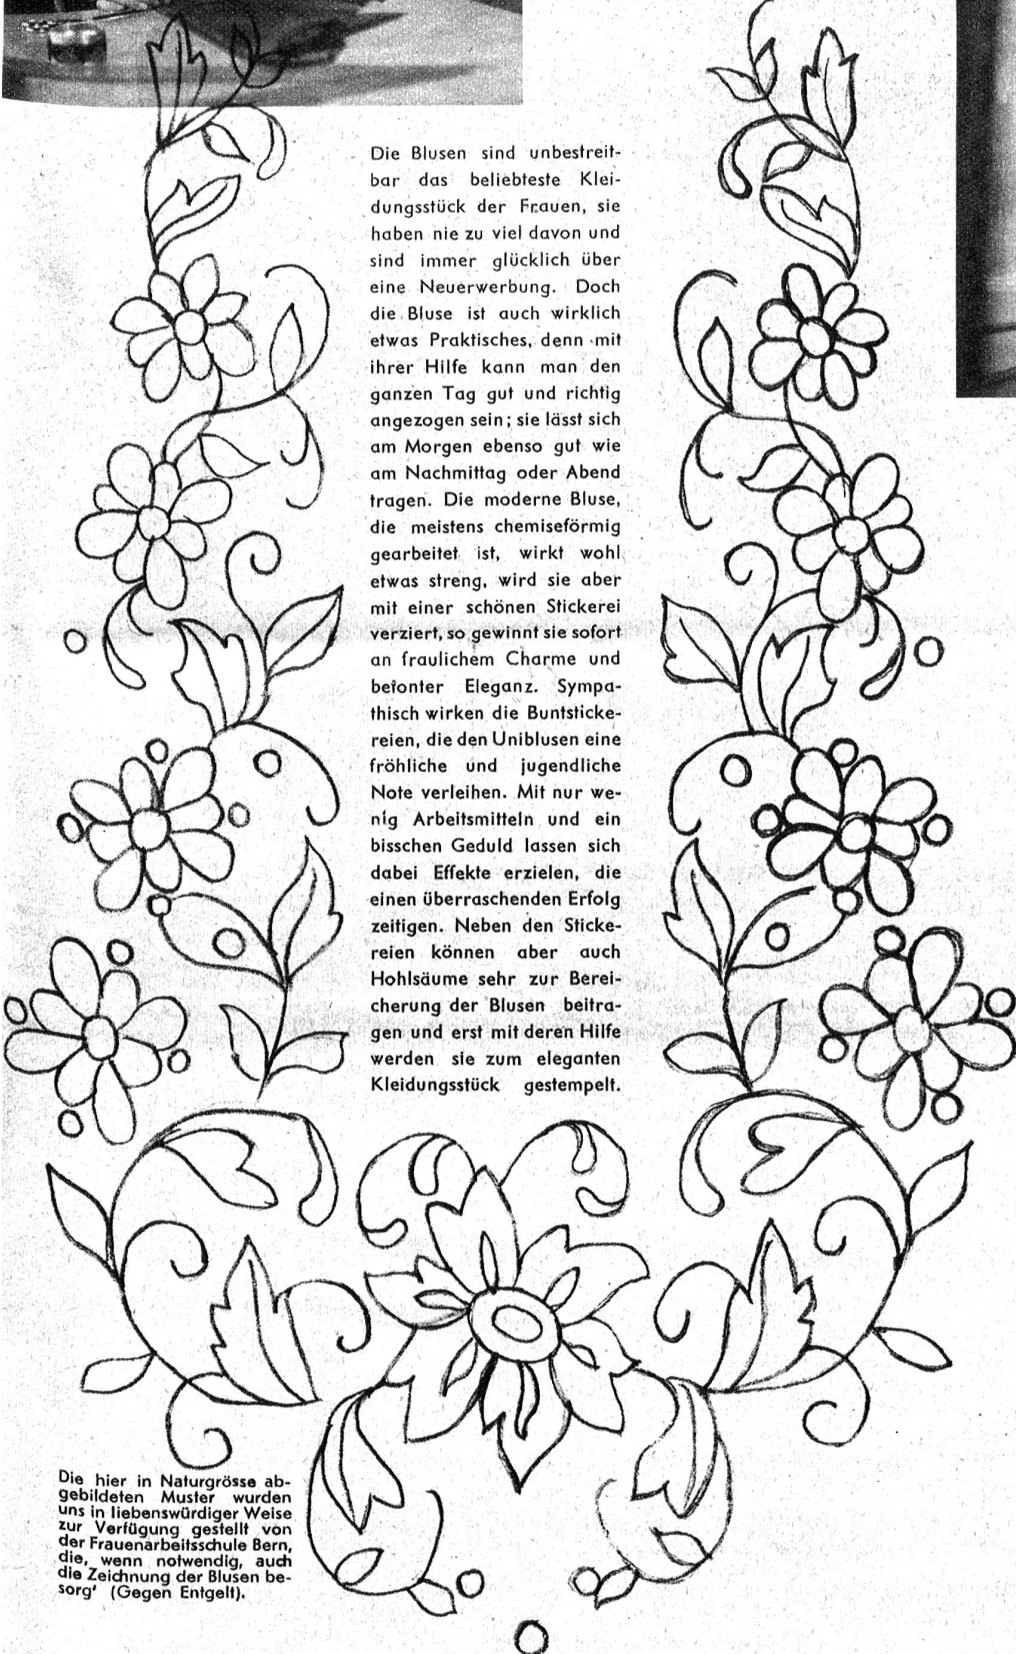 Die Blusen sind unbestreit-
bar das beliebteste Klei-
dungsstück der Frauen, sie
haben nie zu viel davon und
sind immer glücklich über
eine Neuerwerbung. Doch
die Bluse ist auch wirklich
etwas Praktisches, denn mit
ihrer Hilfe kann man den
ganzen Tag gut und richtig
angezogen sein; sie lässt sich
am Morgen ebenso gut wie
am Nachmittag oder Abend
tragen. Die moderne Bluse,
die meistens chemiseförmig
gearbeitet ist, wirkt wohl
etwas streng, wird sie aber
mit einer schönen Stickerei
verziert, so gewinnt sie sofort
an fraulichem Charme und
betonter Eleganz. Sympa-
thisch wirken die Buntsticke-
reien, die den Uniblusen eine
fröhliche und jugendliche
Note verleihen. Mit nur we-
nig Arbeitsmitteln und ein
bisschen Geduld lassen sich
dabei Effekte erzielen, die
einen überraschenden Erfolg
zeitigen. Neben den Sticke-
reien können aber auch
Hohlsäume sehr zur Berei-
cherung der Blusen beitra-
gen und erst mit deren Hilfe
werden sie zum eleganten
Kleidungsstück gestempelt.
Die hier in Naturgrösse ab-
gebildeten Muster wurden
uns in liebenswürdiger Weise
zur Verfügung gestellt von
der Frauenarbeitsschule Bern,
die, wenn notwendig, auch
die Zeichnung der Blusen be-
sorg' (Gegen Entgelt).